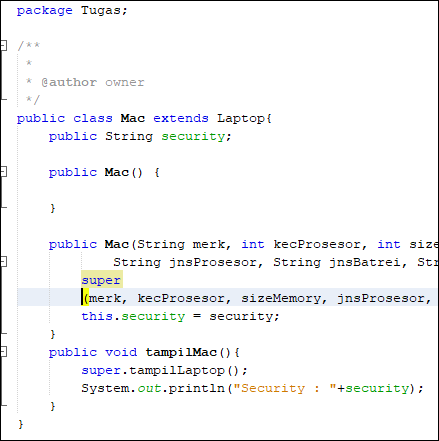 package Tugas;
/**
 *
 * @author owner
 */
public class Mac extends Laptop{
    public String security;
    public Mac() {
    }
    public Mac(String merk, int kecProsesor, int size
            String jnsProsesor, String jnsBatrei, St
        super
        (merk, kecProsesor, sizeMemory, jnsProsesor,
        this.security = security;
    }
    public void tampilMac(){
        super.tampilLaptop();
        System.out.println("Security : "+security);
    }
}